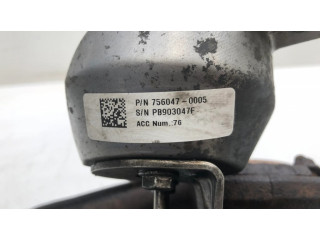 P/N 756047-0005
S/N PB903047F
ACC Num. 76